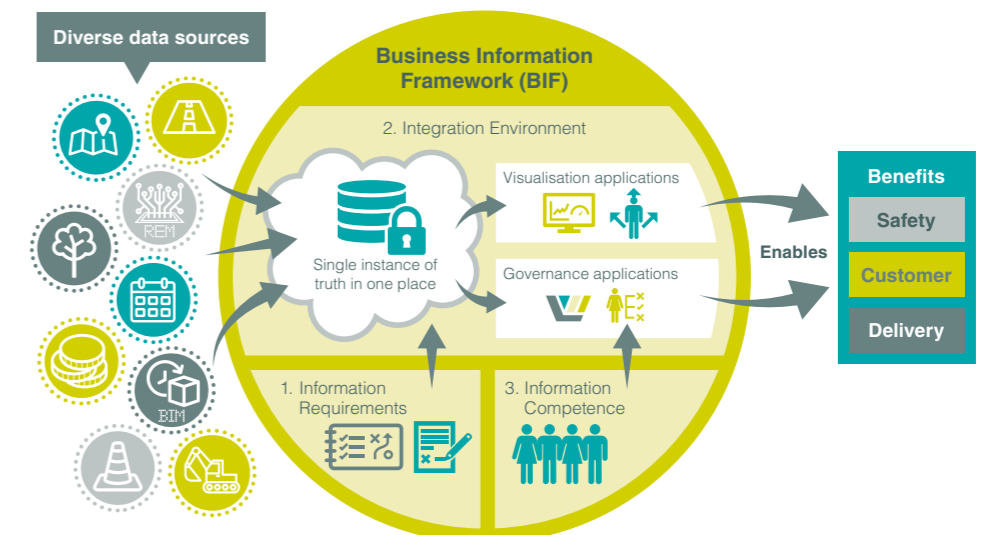 Diverse data sources
REM
BIM
Business Information
Framework (BIF)
2. Integration Environment
Single instance of
truth in one place
Visualisation applications
Governance applications
1. Information
Requirements
3. Information
Competence
Enables
Benefits
Safety
Customer
Delivery